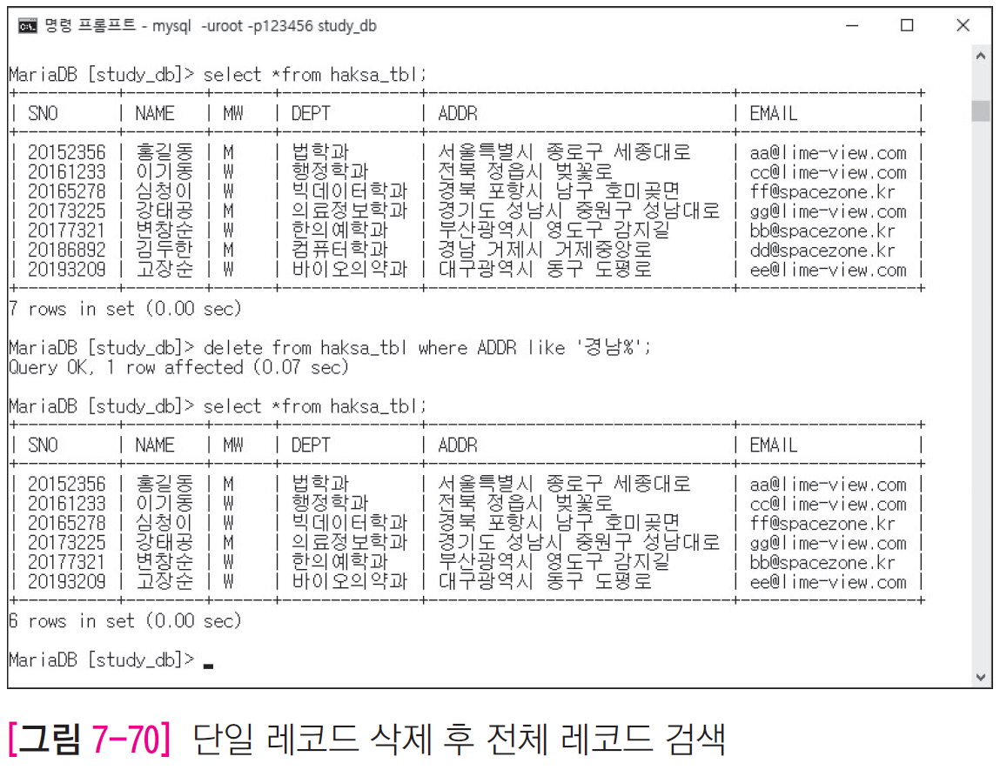 명령 프롬프트 - mysql -uroot -p123456 study_db
MariaDB [study_db]> select *from haksa_tbl;
+----------+--------+------+--------------+------------------------------+------------------+
| SNO | NAME | MW | DEPT | ADDR | EMAIL |
+----------+--------+------+--------------+------------------------------+------------------+
| 20152356 | 홍길동 | M | 법학과 | 서울특별시 종로구 세종대로 | aa@lime-view.com |
| 20161233 | 이기동 | W | 행정학과 | 전북 정읍시 벚꽃로 | cc@lime-view.com |
| 20165278 | 심청이 | W | 빅데이터학과 | 경북 포항시 남구 호미곶면 | ff@spacezone.kr |
| 20173225 | 강태공 | M | 의료정보학과 | 경기도 성남시 중원구 성남대로 | gg@lime-view.com |
| 20177321 | 변창순 | W | 한의예학과 | 부산광역시 영도구 감지길 | bb@spacezone.kr |
| 20186892 | 김두한 | M | 컴퓨터학과 | 경남 거제시 거제중앙로 | dd@spacezone.kr |
| 20193209 | 고장순 | W | 바이오의약과 | 대구광역시 동구 도평로 | ee@lime-view.com |
+----------+--------+------+--------------+------------------------------+------------------+
7 rows in set (0.00 sec)
MariaDB [study_db]> delete from haksa_tbl where ADDR like '경남%';
Query OK, 1 row affected (0.07 sec)
MariaDB [study_db]> select *from haksa_tbl;
+----------+--------+------+--------------+------------------------------+------------------+
| SNO | NAME | MW | DEPT | ADDR | EMAIL |
+----------+--------+------+--------------+------------------------------+------------------+
| 20152356 | 홍길동 | M | 법학과 | 서울특별시 종로구 세종대로 | aa@lime-view.com |
| 20161233 | 이기동 | W | 행정학과 | 전북 정읍시 벚꽃로 | cc@lime-view.com |
| 20165278 | 심청이 | W | 빅데이터학과 | 경북 포항시 남구 호미곶면 | ff@spacezone.kr |
| 20173225 | 강태공 | M | 의료정보학과 | 경기도 성남시 중원구 성남대로 | gg@lime-view.com |
| 20177321 | 변창순 | W | 한의예학과 | 부산광역시 영도구 감지길 | bb@spacezone.kr |
| 20193209 | 고장순 | W | 바이오의약과 | 대구광역시 동구 도평로 | ee@lime-view.com |
+----------+--------+------+--------------+------------------------------+------------------+
6 rows in set (0.00 sec)
MariaDB [study_db]> _
[그림 7-70] 단일 레코드 삭제 후 전체 레코드 검색